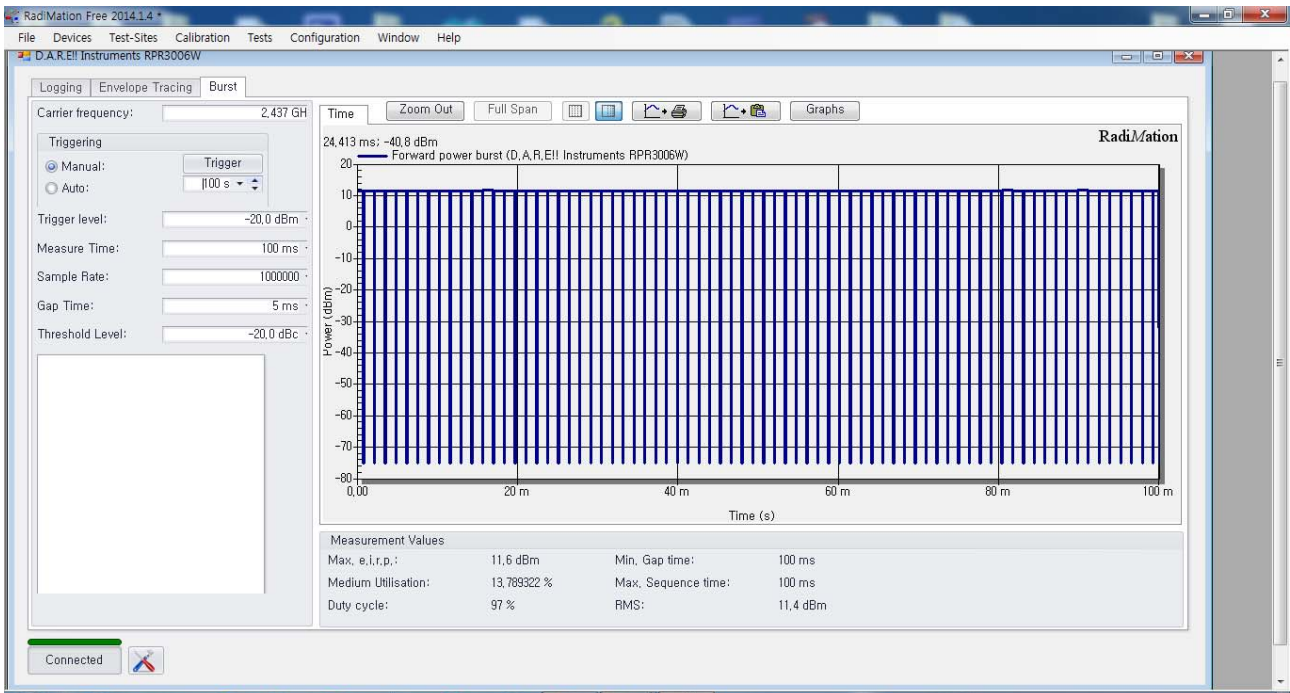 RadiMation Free 2014.1.4 *
File Devices Test-Sites Calibration Tests Configuration Window Help
D.A.R.E!! Instruments RPR3006W
Logging Envelope Tracing Burst
Carrier frequency: 2,437 GH
Triggering
Manual: Trigger
Auto: 100 s
Trigger level: -20,0 dBm
Measure Time: 100 ms
Sample Rate: 1000000
Gap Time: 5 ms
Threshold Level: -20,0 dBc
Time Zoom Out Full Span Graphs
24,413 ms; -40,8 dBm
RadiMation
Forward power burst (D,A,R,E!! Instruments RPR3006W)
20
10
0
-10
-20
-30
-40
-50
-60
-70
-80
Power (dBm)
0,00 20 m 40 m 60 m 80 m 100 m
Time (s)
Measurement Values
Max, e,i,r,p,: 11,6 dBm Min, Gap time: 100 ms
Medium Utilisation: 13,789322 % Max, Sequence time: 100 ms
Duty cycle: 97 % RMS: 11,4 dBm
Connected